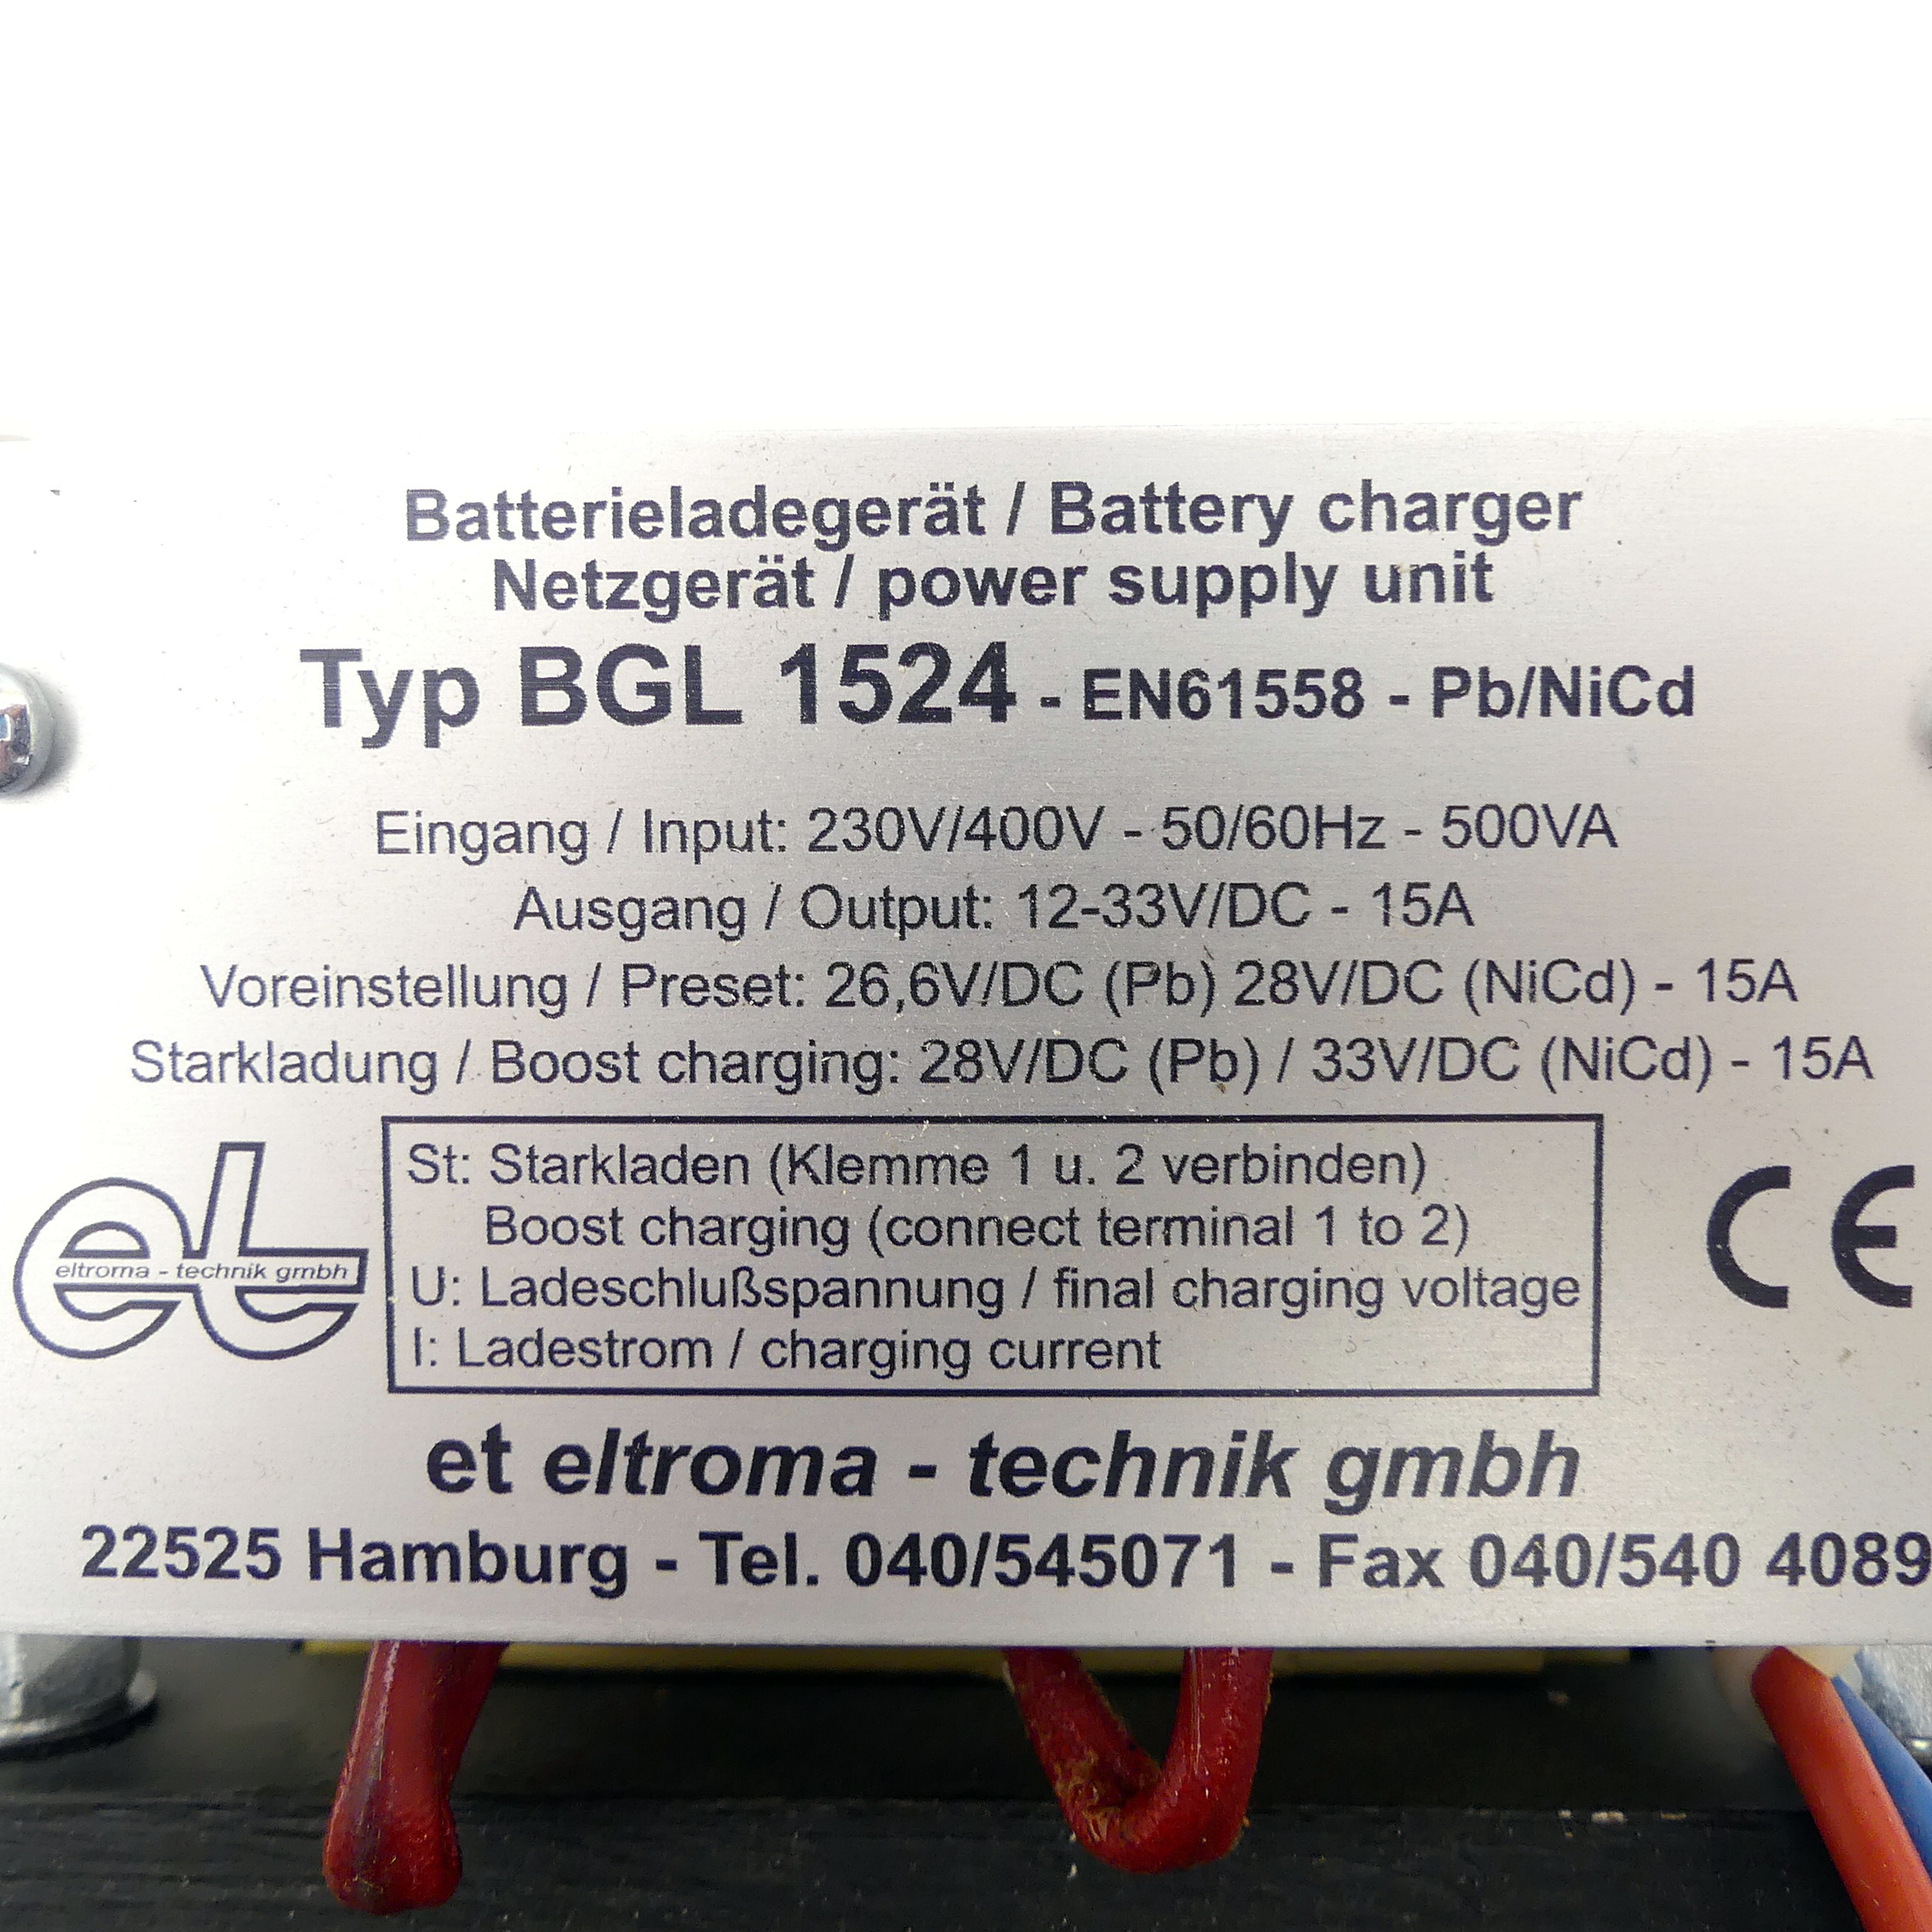 Batterieladegerät / Battery charger
Netzgerät / power supply unit
Typ BGL 1524 - EN61558 - Pb/NiCd
Eingang / Input: 230V/400V - 50/60Hz - 500VA
Ausgang / Output: 12-33V/DC - 15A
Voreinstellung / Preset: 26,6V/DC (Pb) 28V/DC (NiCd) - 15A
Starkladung / Boost charging: 28V/DC (Pb) / 33V/DC (NiCd) - 15A
et
eltroma - technik gmbh
St: Starkladen (Klemme 1 u. 2 verbinden)
Boost charging (connect terminal 1 to 2)
U: Ladeschlußspannung / final charging voltage
I: Ladestrom / charging current
CE
et eltroma - technik gmbh
22525 Hamburg - Tel. 040/545071 - Fax 040/540 4089